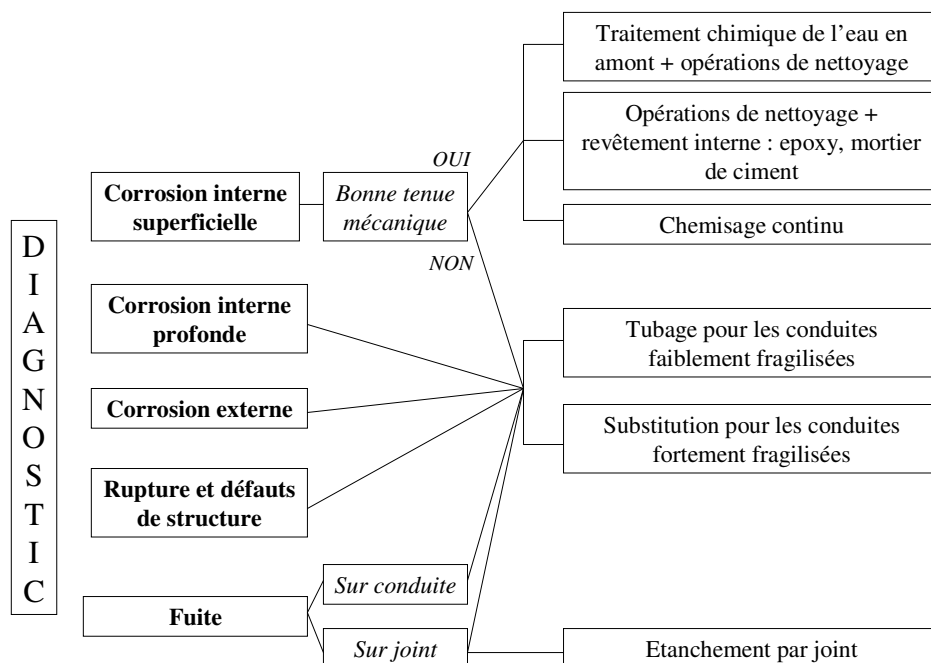 DIAGNOSTIC
Corrosion interne
superficielle
Bonne tenue
mécanique
OUI
NON
Traitement chimique de l'eau en
amont + opérations de nettoyage
Opérations de nettoyage +
revêtement interne : epoxy, mortier
de ciment
Chemisage continu
Corrosion interne
profonde
Corrosion externe
Rupture et défauts
de structure
Tubage pour les conduites
faiblement fragilisées
Substitution pour les conduites
fortement fragilisées
Fuite
Sur conduite
Sur joint
Etanchement par joint